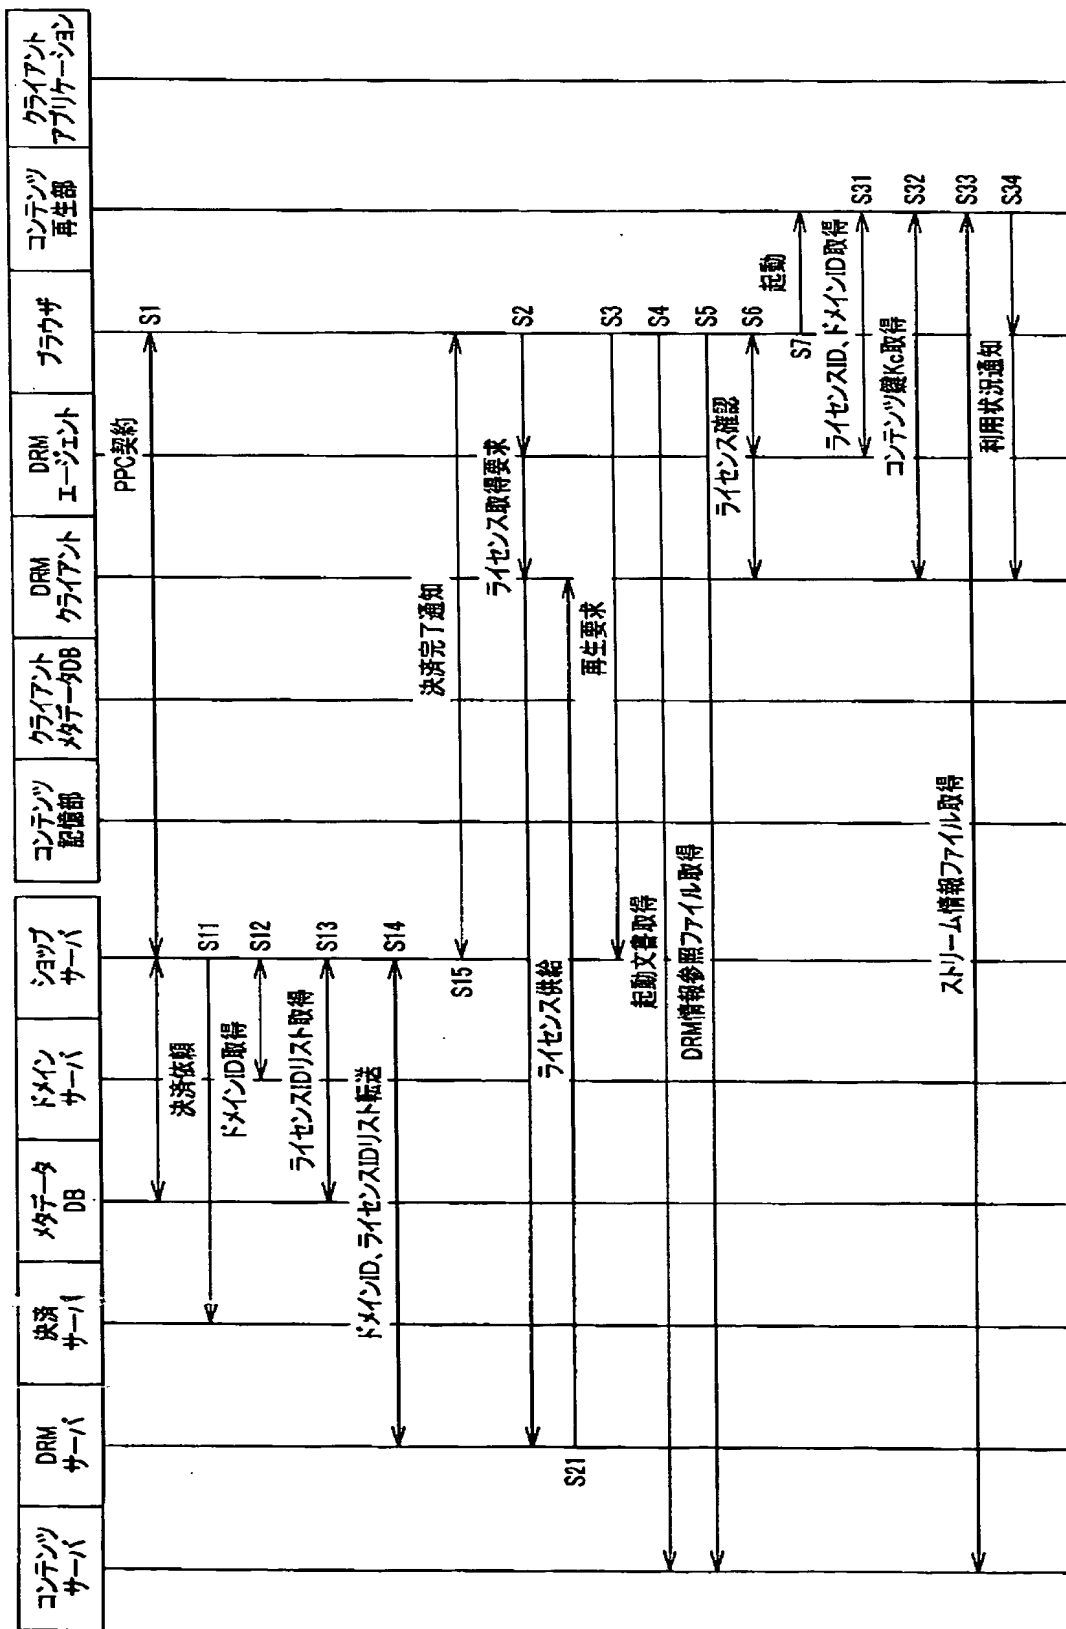 コンテンツ
サーバ
DRM
サーバ
決済
サーバ
メタデータ
DB
ドメイン
サーバ
ショップ
サーバ
コンテンツ
記憶部
クライアント
メタデータDB
DRM
クライアント
DRM
エージェント
ブラウザ
コンテンツ
再生部
クライアント
アプリケーション
PPC契約
S1
決済依頼
S11
ドメインID取得
S12
ライセンスIDリスト取得
S13
ドメインID、ライセンスIDリスト転送
S14
決済完了通知
S15
ライセンス取得要求
S2
ライセンス供給
S21
再生要求
S3
起動文書取得
S4
DRM情報参照ファイル取得
S5
ライセンス確認
S6
起動
S7
ライセンスID、ドメインID取得
S31
コンテンツ鍵Kc取得
S32
ストリーム情報ファイル取得
S33
利用状況通知
S34